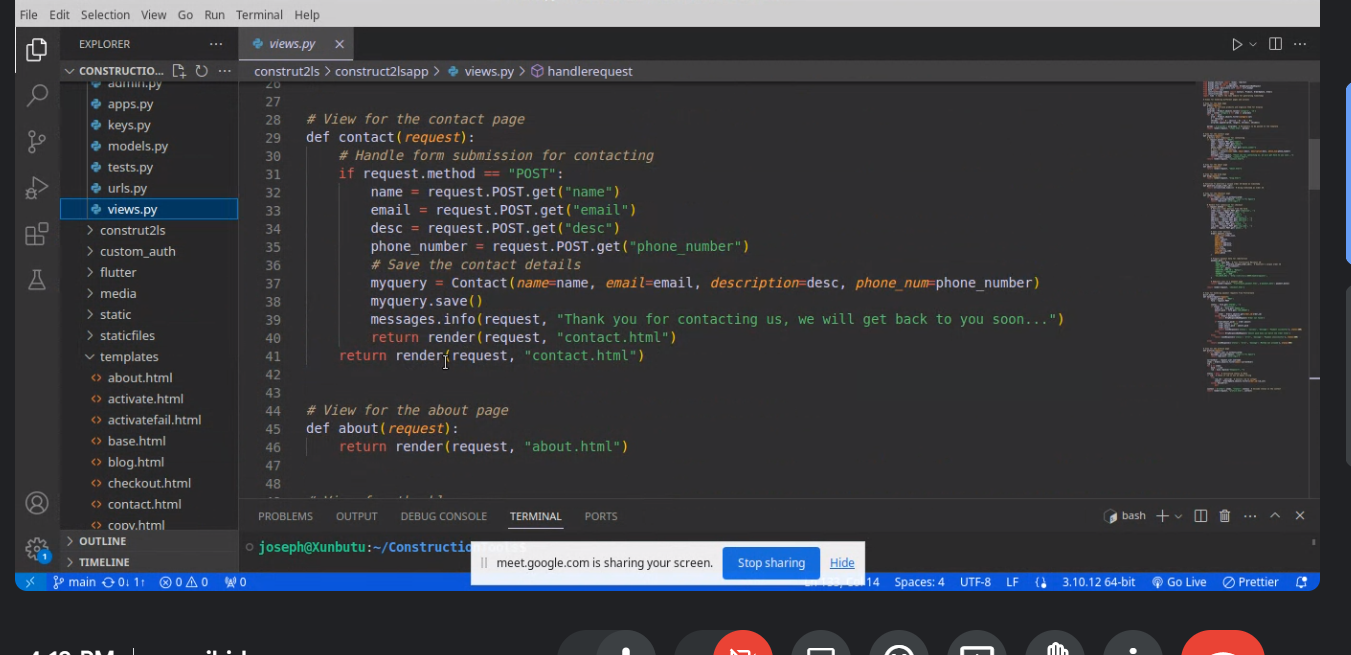 File Edit Selection View Go Run Terminal Help
EXPLORER
views.py
CONSTRUCTIO...
construt2ls > construct2lsapp > views.py > handlerequest
admin.py
apps.py
keys.py
models.py
tests.py
urls.py
views.py
construt2ls
custom_auth
flutter
media
static
staticfiles
templates
about.html
activate.html
activatefail.html
base.html
blog.html
checkout.html
contact.html
copy.html
OUTLINE
TIMELINE
26
27
28 # View for the contact page
29 def contact(request):
30 # Handle form submission for contacting
31 if request.method == "POST":
32 name = request.POST.get("name")
33 email = request.POST.get("email")
34 desc = request.POST.get("desc")
35 phone_number = request.POST.get("phone_number")
36 # Save the contact details
37 myquery = Contact(name=name, email=email, description=desc, phone_num=phone_number)
38 myquery.save()
39 messages.info(request, "Thank you for contacting us, we will get back to you soon...")
40 return render(request, "contact.html")
41 return render(request, "contact.html")
42
43
44 # View for the about page
45 def about(request):
46 return render(request, "about.html")
47
48
PROBLEMS OUTPUT DEBUG CONSOLE TERMINAL PORTS
bash
joseph@Xunbutu:~/Construction
meet.google.com is sharing your screen. Stop sharing Hide
1
main 0↓ 1↑ 0 0 0 14 Spaces: 4 UTF-8 LF 3.10.12 64-bit Go Live Prettier